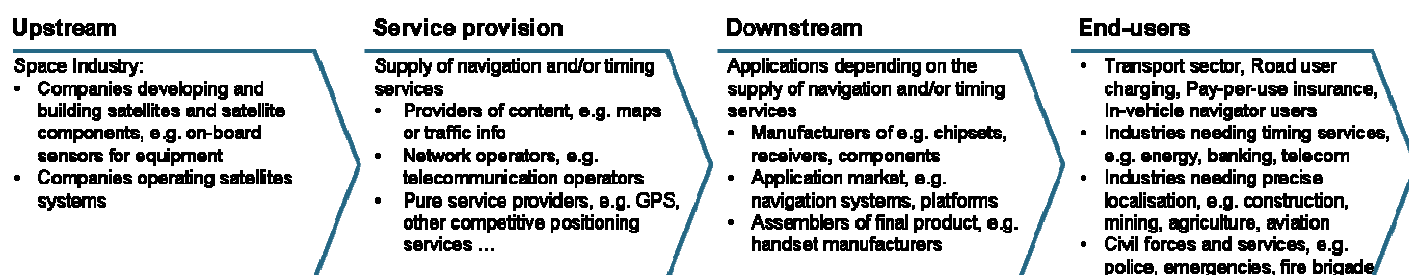 Upstream
Space Industry:
• Companies developing and
building satellites and satellite
components, e.g. on-board
sensors for equipment
• Companies operating satellites
systems
Service provision
Supply of navigation and/or timing
services
• Providers of content, e.g. maps
or traffic info
• Network operators, e.g.
telecommunication operators
• Pure service providers, e.g. GPS,
other competitive positioning
services ...
Downstream
Applications depending on the
supply of navigation and/or timing
services
• Manufacturers of e.g. chipsets,
receivers, components
• Application market, e.g.
navigation systems, platforms
• Assemblers of final product, e.g.
handset manufacturers
End-users
• Transport sector, Road user
charging, Pay-per-use insurance,
In-vehicle navigator users
• Industries needing timing services,
e.g. energy, banking, telecom
• Industries needing precise
localisation, e.g. construction,
mining, agriculture, aviation
• Civil forces and services, e.g.
police, emergencies, fire brigade